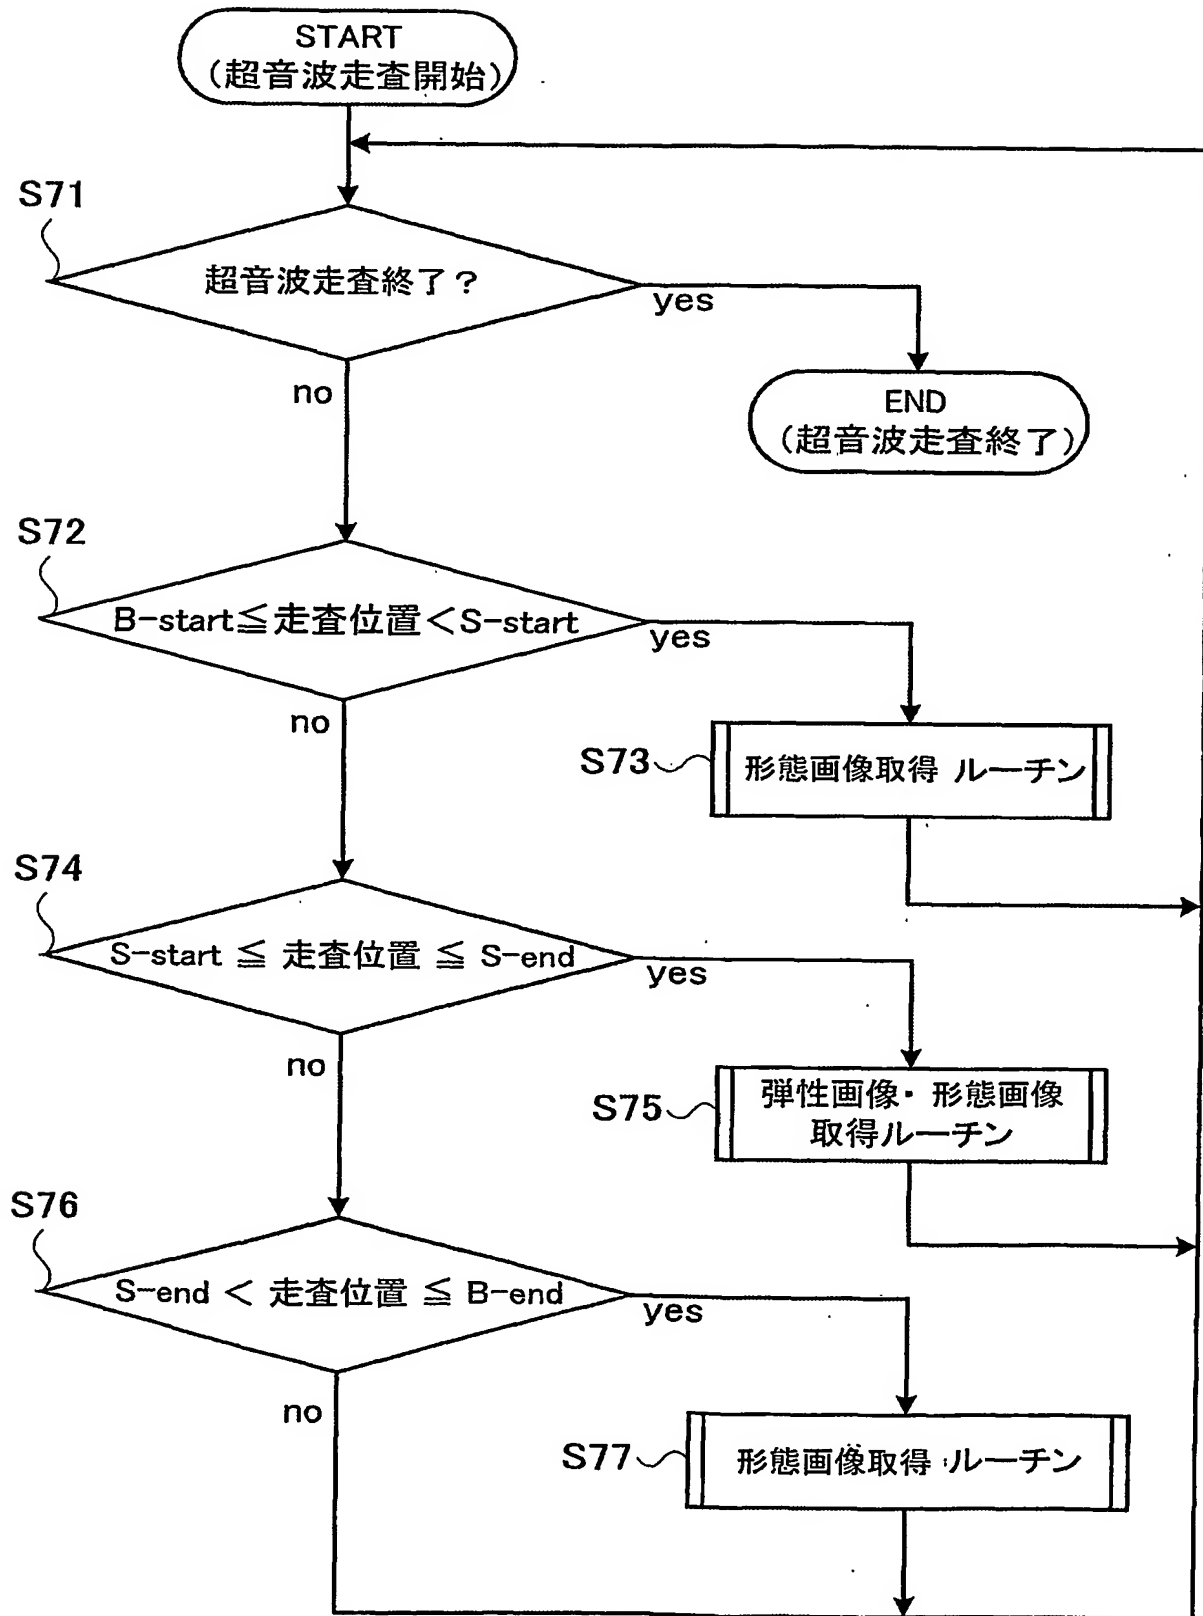 START
(超音波走査開始)
S71
超音波走査終了？
yes
no
END
(超音波走査終了)
S72
B-start≦走査位置＜S-start
yes
no
S73
形態画像取得 ルーチン
S74
S-start ≦ 走査位置 ≦ S-end
yes
no
S75
弾性画像・形態画像
取得ルーチン
S76
S-end ＜ 走査位置 ≦ B-end
yes
no
S77
形態画像取得 ルーチン